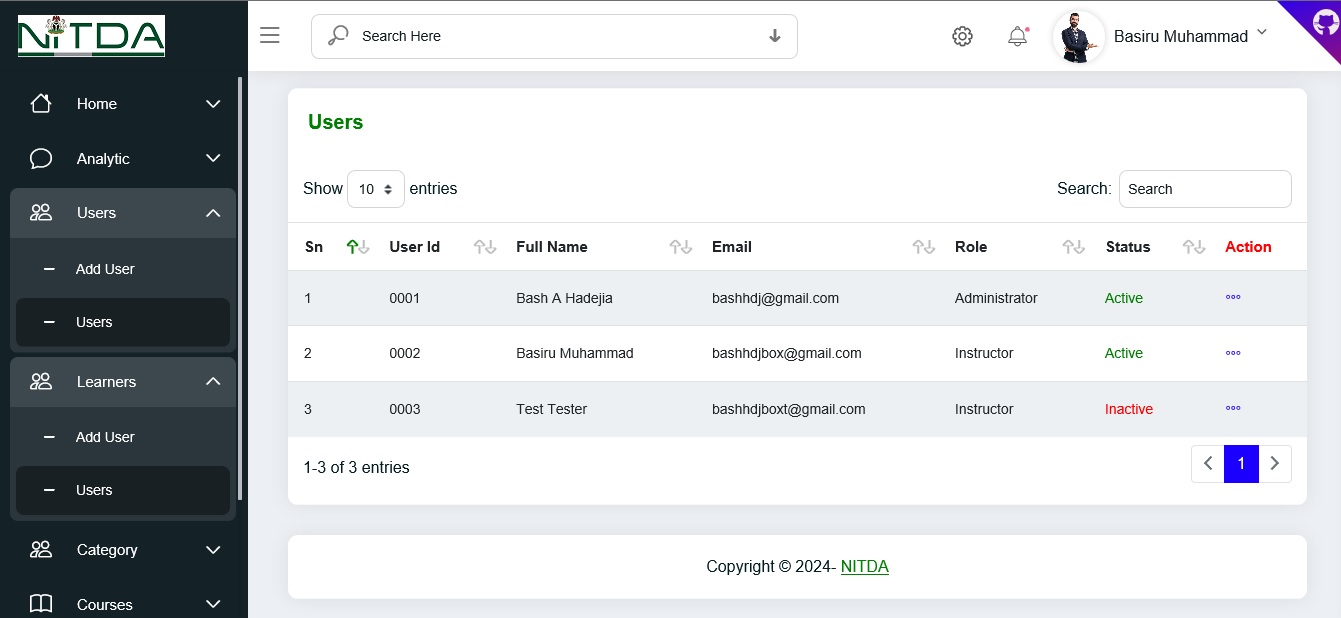 NiTDA
Search Here
Basiru Muhammad
Home
Analytic
Users
Add User
Users
Learners
Add User
Users
Category
Courses
Users
Show 10 entries
Search: Search
Sn User Id Full Name Email Role Status Action
1 0001 Bash A Hadejia bashhdj@gmail.com Administrator Active
2 0002 Basiru Muhammad bashhdjbox@gmail.com Instructor Active
3 0003 Test Tester bashhdjboxt@gmail.com Instructor Inactive
1-3 of 3 entries
1
Copyright © 2024- NITDA